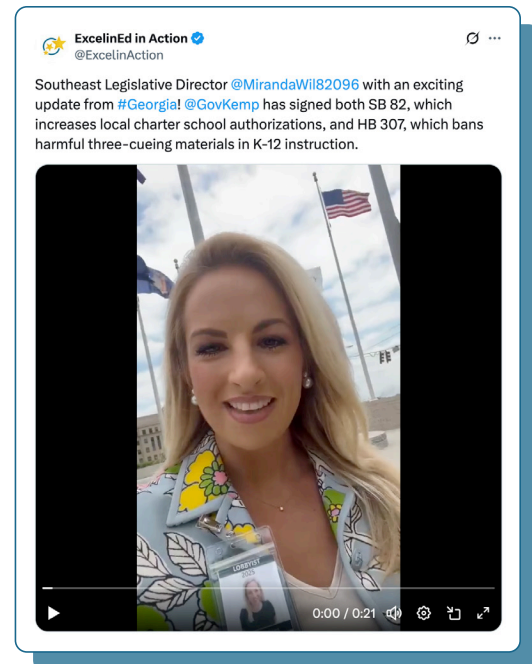 ExcelinEd in Action
@ExcelinAction
Southeast Legislative Director @MirandaWil82096 with an exciting
update from #Georgia! @GovKemp has signed both SB 82, which
increases local charter school authorizations, and HB 307, which bans
harmful three-cueing materials in K-12 instruction.
LOBBYIST
2025
0:00 / 0:21